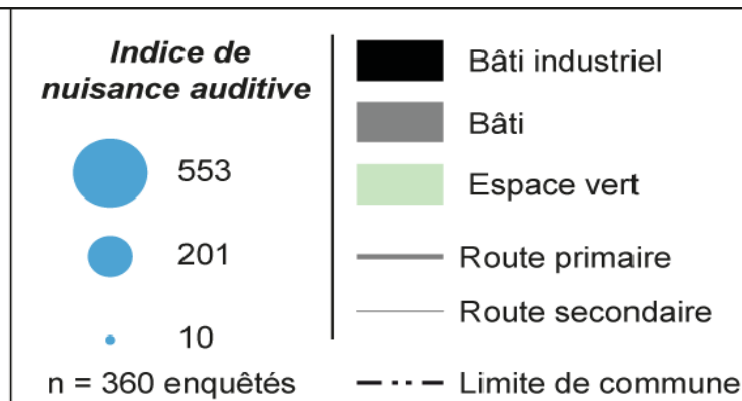 Indice de
nuisance auditive
553
201
10
n = 360 enquêtés
Bâti industriel
Bâti
Espace vert
Route primaire
Route secondaire
Limite de commune